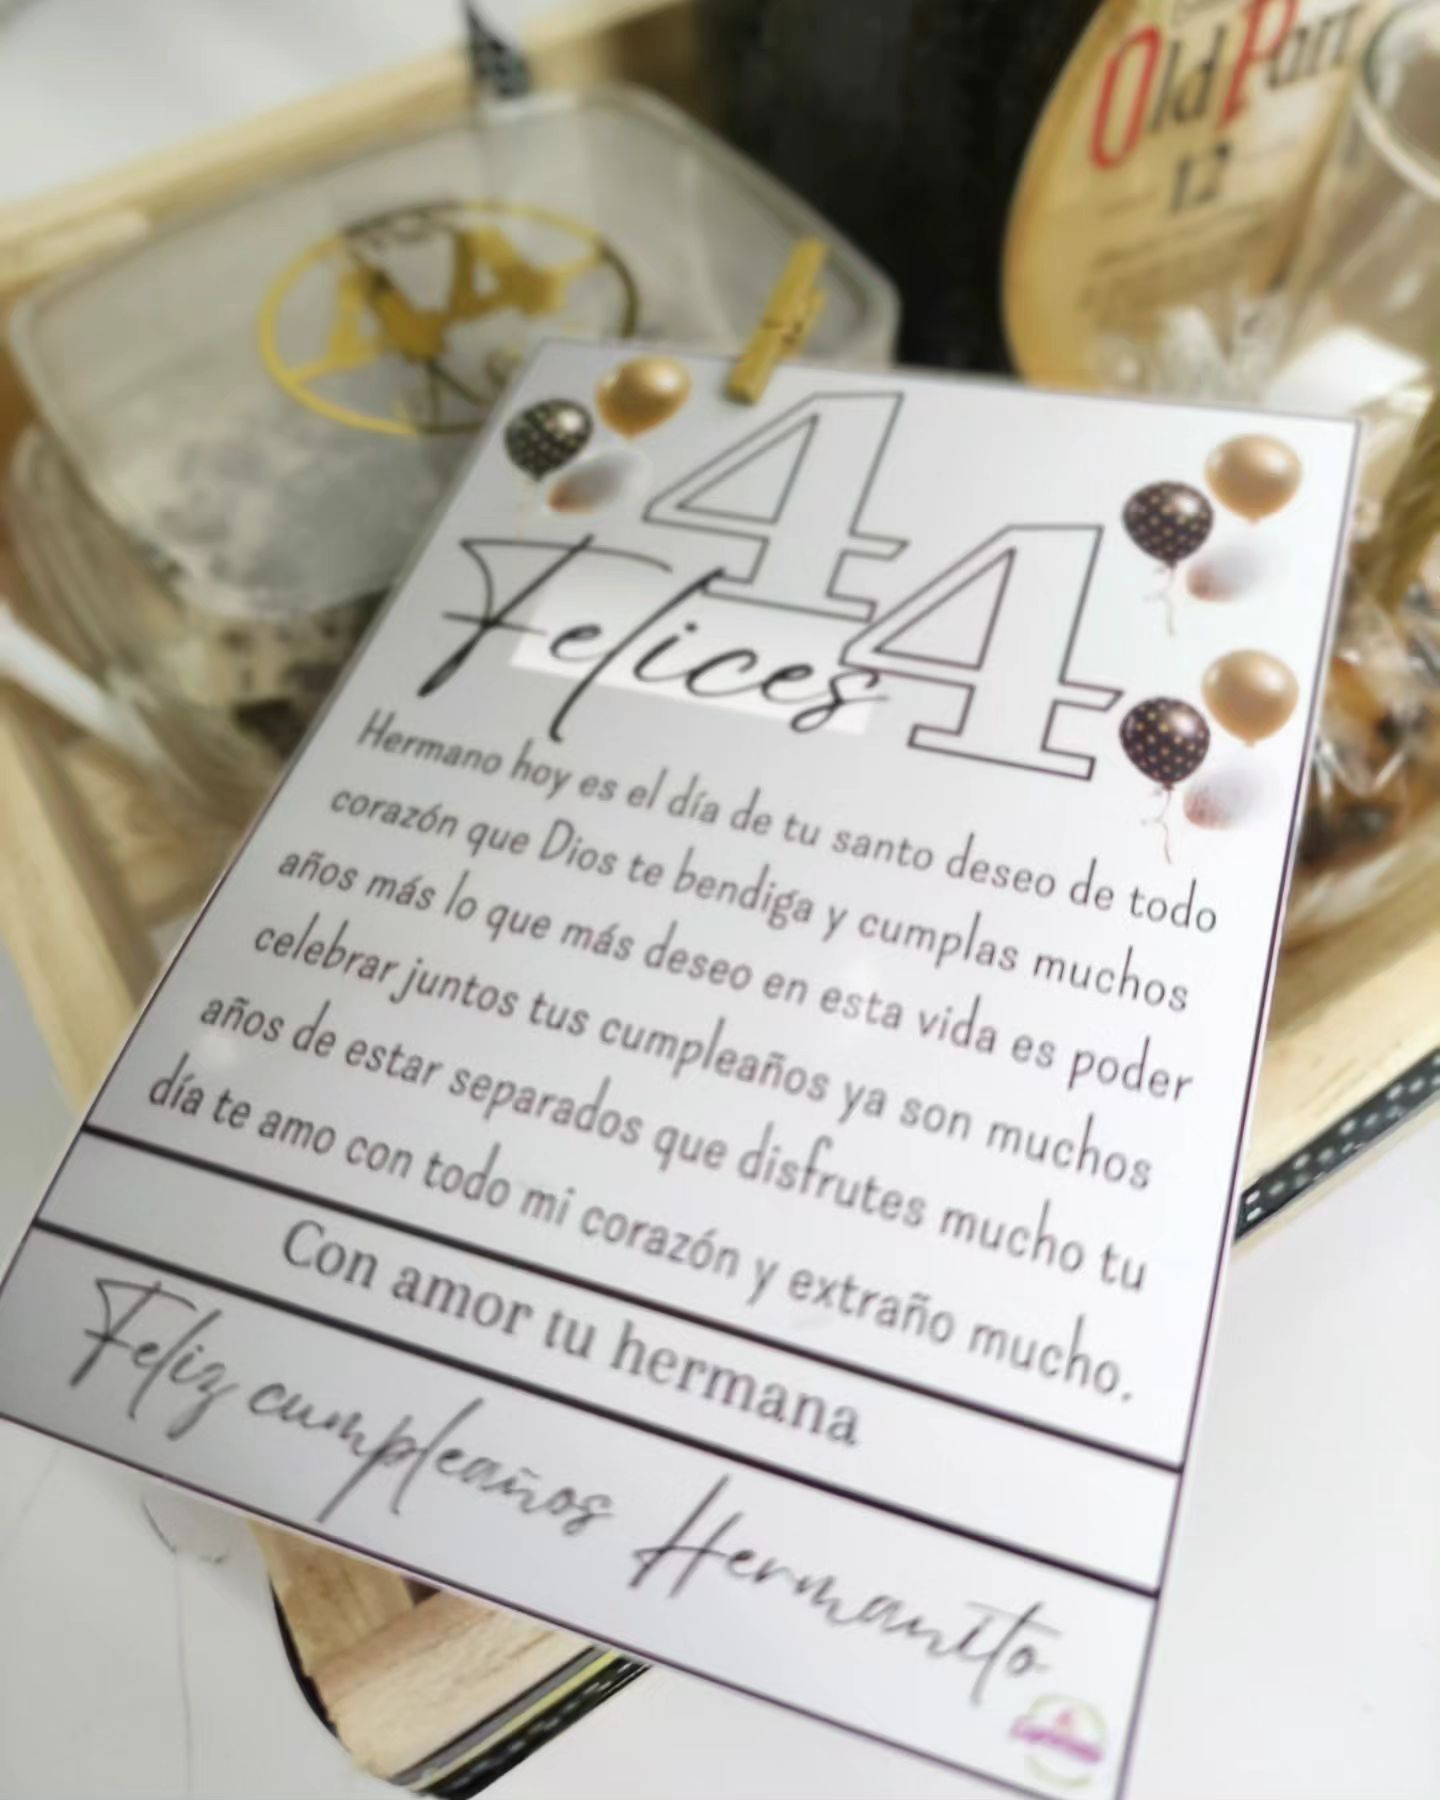 Old Parr
12
44
Felices
Hermano hoy es el día de tu santo deseo de todo
corazón que Dios te bendiga y cumplas muchos
años más lo que más deseo en esta vida es poder
celebrar juntos tus cumpleaños ya son muchos
años de estar separados que disfrutes mucho tu
día te amo con todo mi corazón y extraño mucho.
Con amor tu hermana
Feliz cumpleaños Hermanito